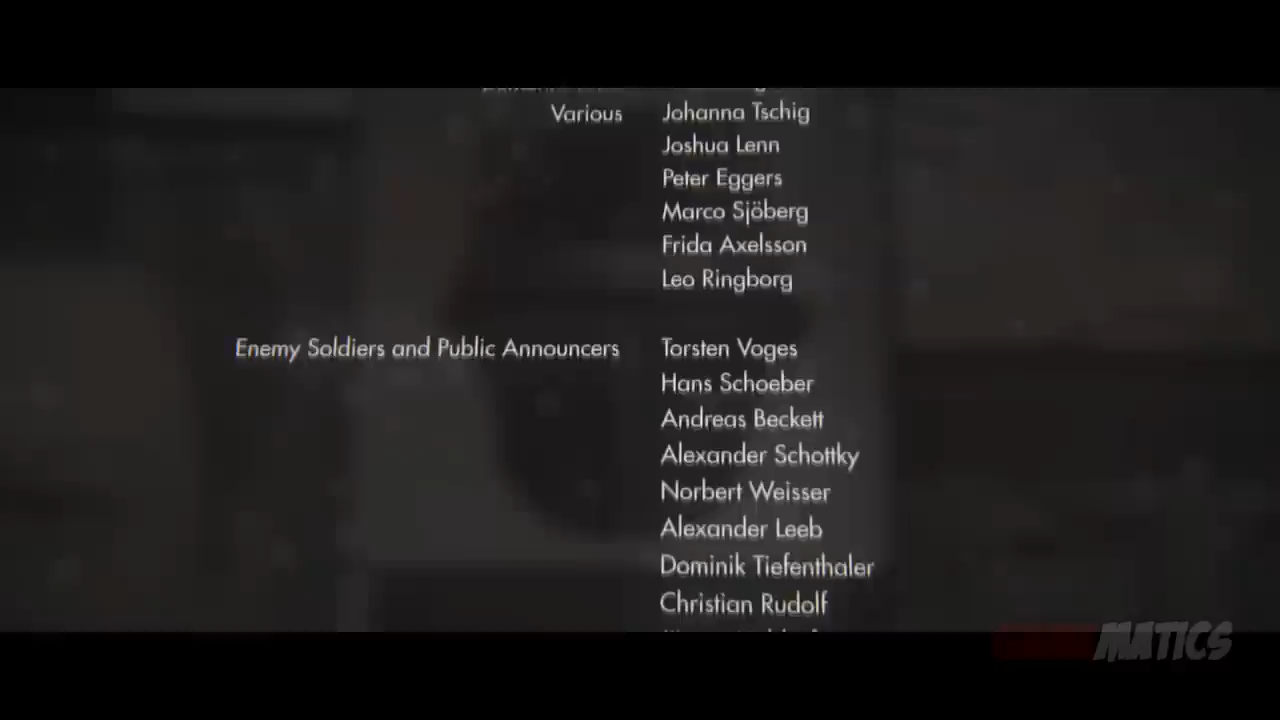 Various Johanna Tschig
Joshua Lenn
Peter Eggers
Marco Sjöberg
Frida Axelsson
Leo Ringborg
Enemy Soldiers and Public Announcers Torsten Voges
Hans Schoeber
Andreas Beckett
Alexander Schottky
Norbert Weisser
Alexander Leeb
Dominik Tiefenthaler
Christian Rudolf
MATICS